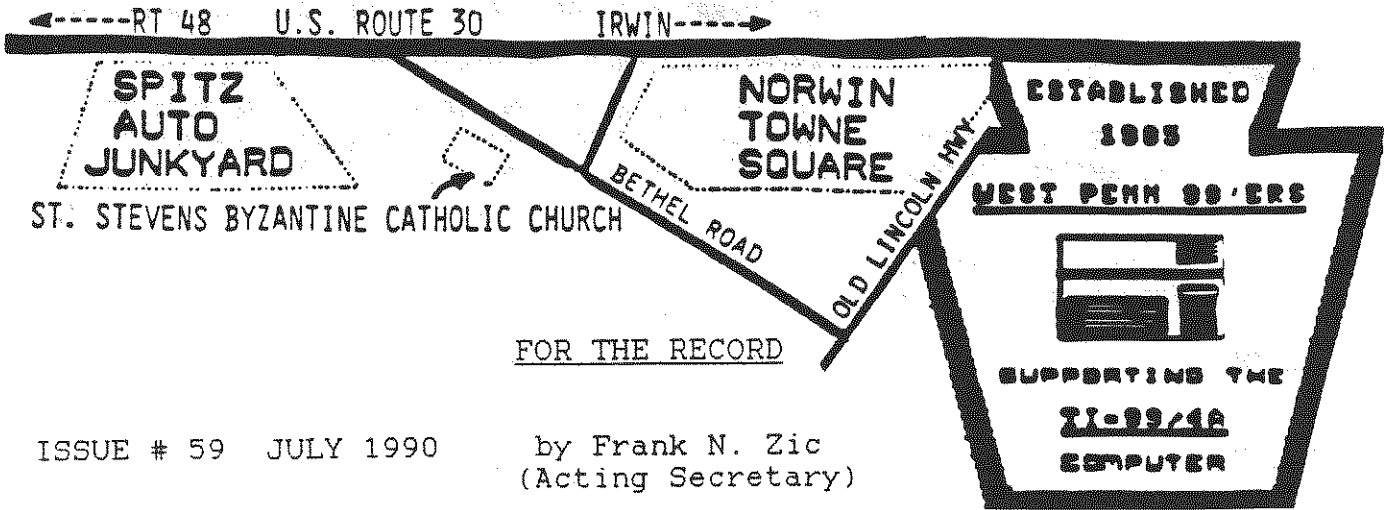 <-----RT 48 U.S. ROUTE 30 IRWIN----->
SPITZ
AUTO
JUNKYARD
ST. STEVENS BYZANTINE CATHOLIC CHURCH
BETHEL ROAD
NORWIN
TOWNE
SQUARE
OLD LINCOLN HWY
ESTABLISHED
1985
WEST PENN 99'ERS
SUPPORTING THE
TI-99/4A
COMPUTER
FOR THE RECORD
ISSUE # 59 JULY 1990 by Frank N. Zic
(Acting Secretary)